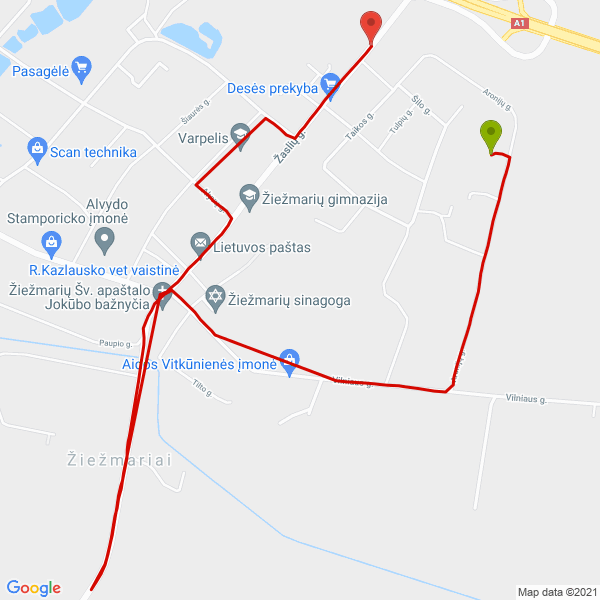 A1
Pasagėlė
Desės prekyba
Šiaurės g.
Šilo g.
Aronijų g.
Taikos g.
Tulpių g.
Varpelis
Žaslių g.
Scan technika
Žiežmarių gimnazija
Alvydo
Stamporicko įmonė
Lietuvos paštas
R.Kazlausko vet vaistinė
Žiežmarių Šv. apaštalo
Jokūbo bažnyčia
Žiežmarių sinagoga
Paupio g.
Aidos Vitkūnienės įmonė
Tilto g.
Vilniaus g.
Vilniaus g.
Žiežmariai
Google
Map data ©2021